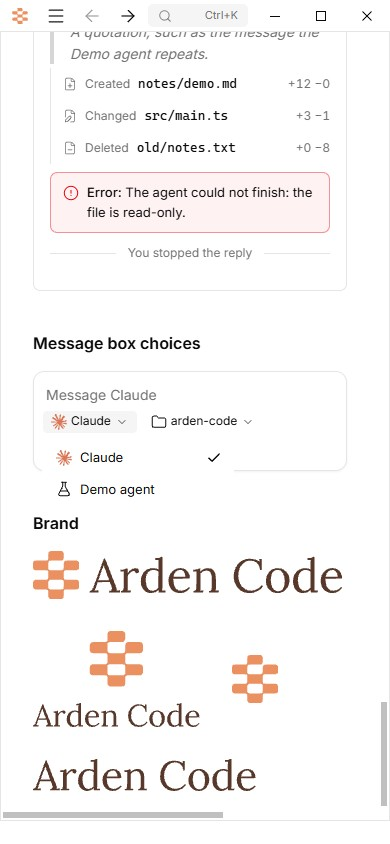 Ctrl+K
A quotation, such as the message the
Demo agent repeats.
Created notes/demo.md +12 −0
Changed src/main.ts +3 −1
Deleted old/notes.txt +0 −8
Error: The agent could not finish: the
file is read-only.
You stopped the reply
Message box choices
Message Claude
Claude arden-code
Claude
Demo agent
Brand
Arden Code
Arden Code
Arden Code